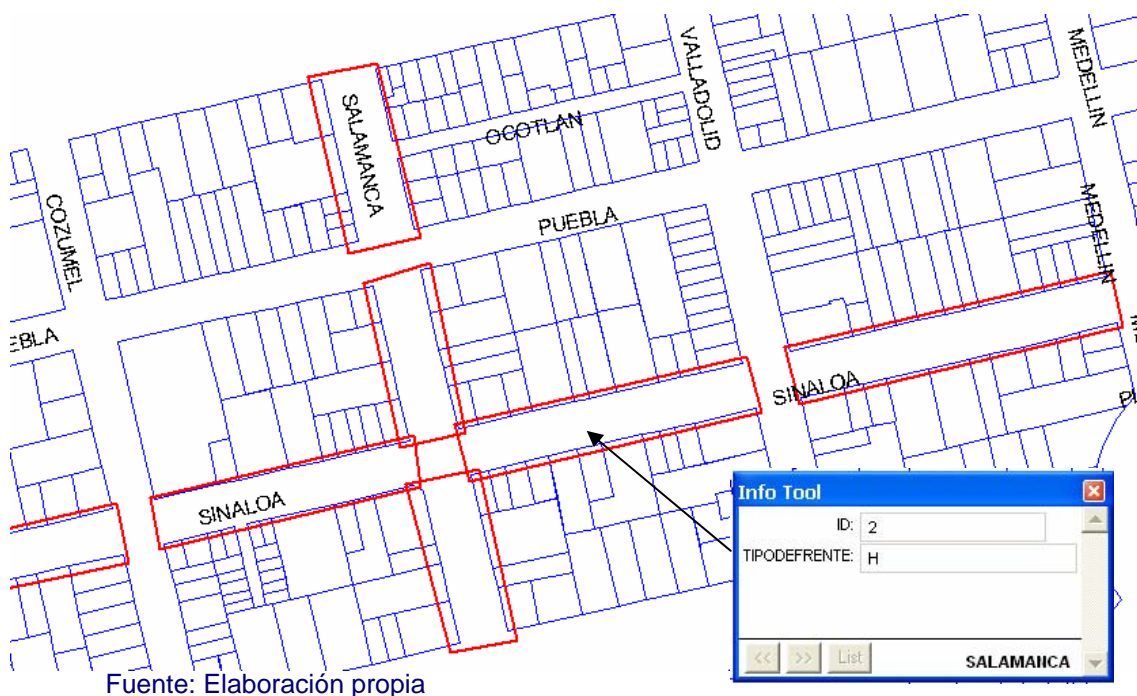 VALLADOLID
MEDELLIN
SALAMANCA
OCOTLAN
COZUMEL
PUEBLA
MEDELLIN
EBLA
SINALOA
SINALOA
Info Tool
ID: 2
TIPODEFRENTE: H
<< >> List SALAMANCA
Fuente: Elaboración propia